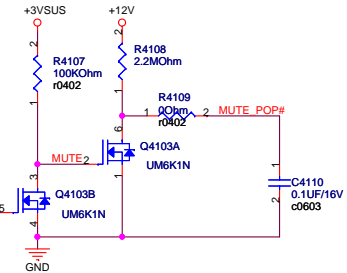 +3VSUS
+12V
2
2
R4107
100KOhm
r0402
R4108
2.2MOhm
1
1
R4109
1
2
MUTE_POP#
0Ohm
r0402
6
Q4103A
MUTE
2
UM6K1N
1
1
C4110
0.1UF/16V
c0603
2
3
Q4103B
5
UM6K1N
4
GND